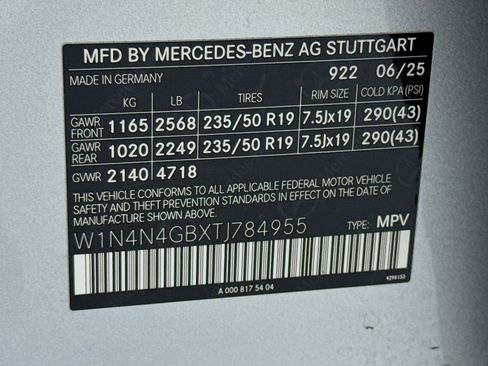 MFD BY MERCEDES-BENZ AG STUTTGART
MADE IN GERMANY 922 06/25
KG LB TIRES RIM SIZE COLD KPA (PSI)
GAWR FRONT 1165 2568 235/50 R19 7.5Jx19 290(43)
GAWR REAR 1020 2249 235/50 R19 7.5Jx19 290(43)
GVWR 2140 4718
THIS VEHICLE CONFORMS TO ALL APPLICABLE FEDERAL MOTOR VEHICLE
SAFETY AND THEFT PREVENTION STANDARDS IN EFFECT ON THE DATE
OF MANUFACTURE SHOWN ABOVE
W1N4N4GBXTJ784955 TYPE: MPV
A 000 817 54 04